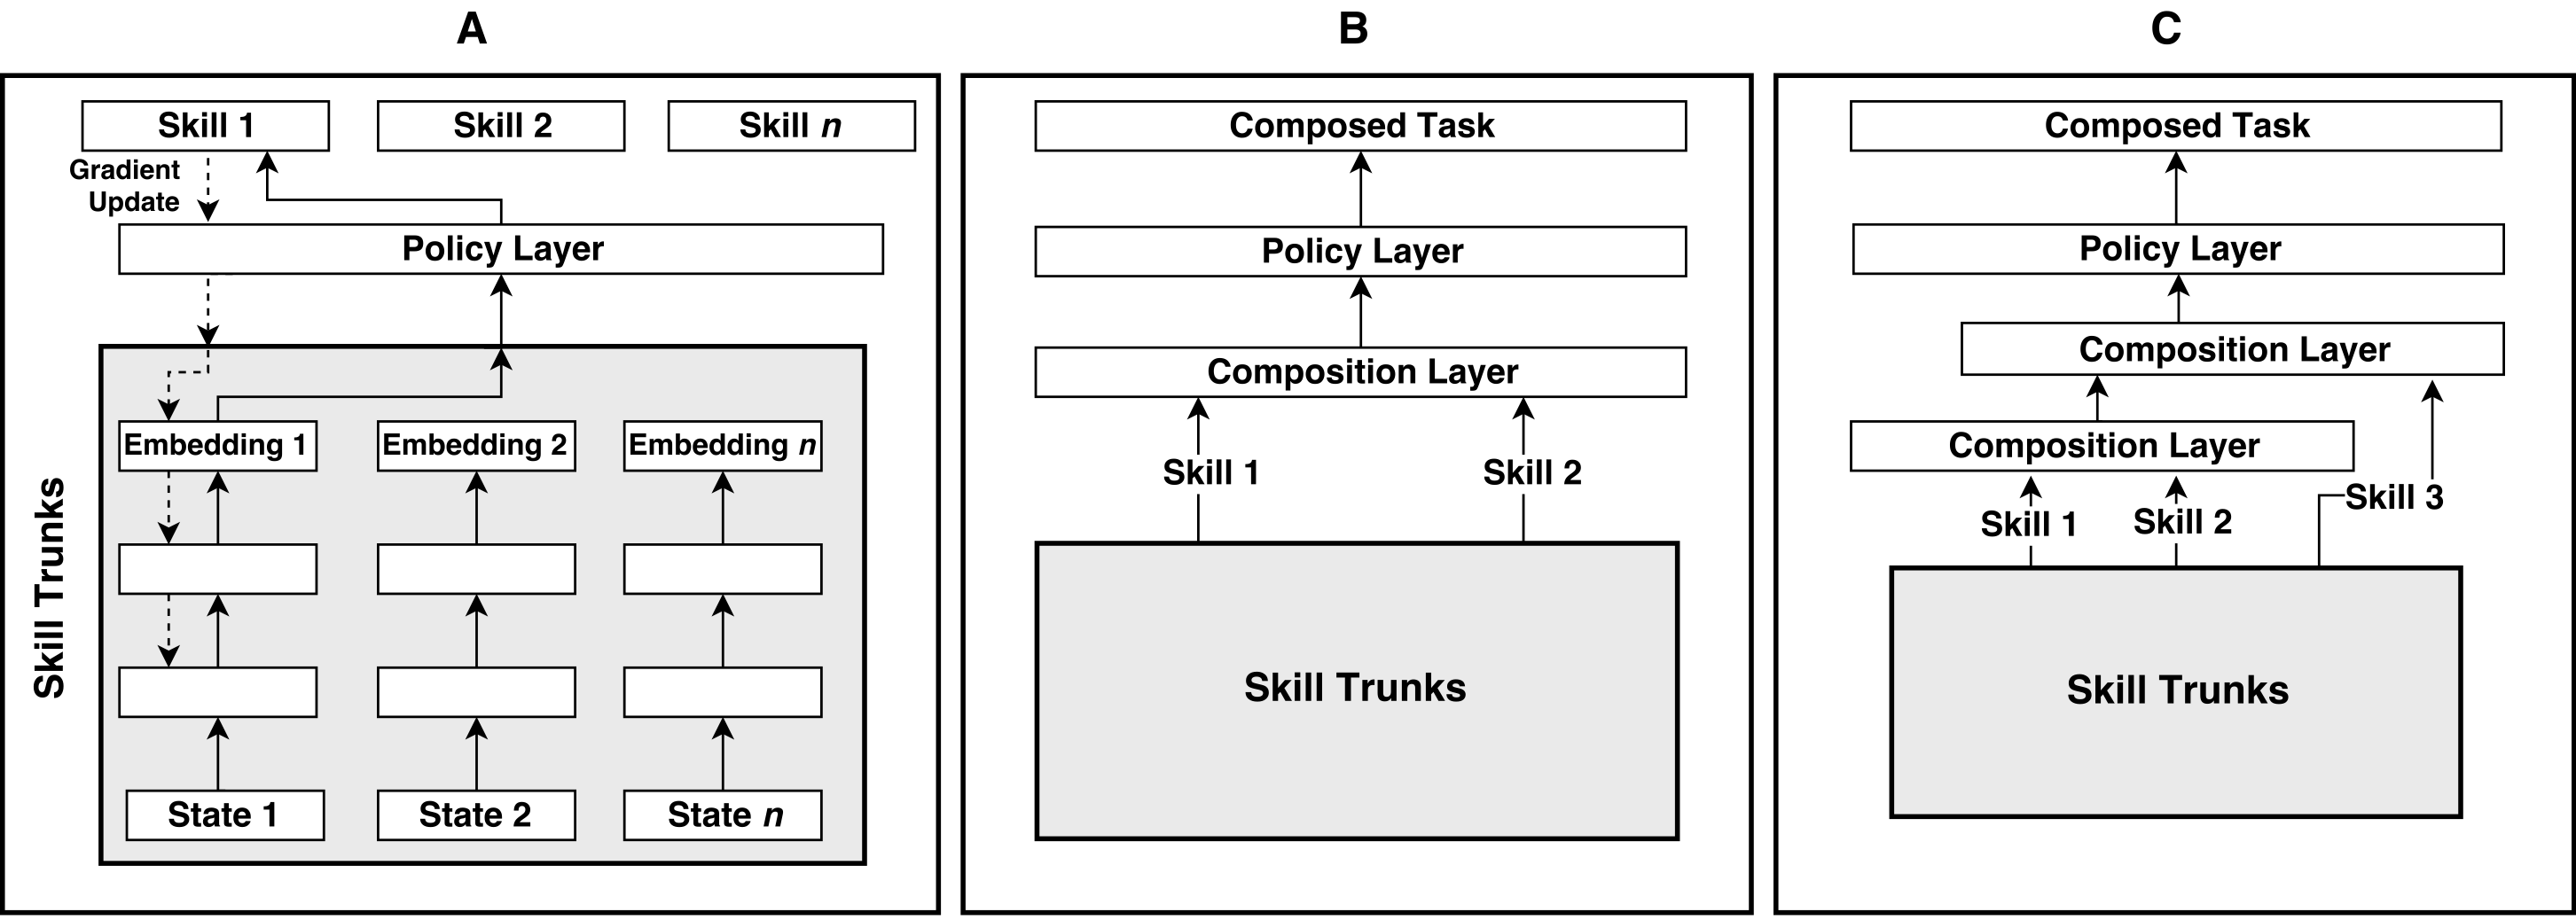 A
Skill 1
Skill 2
Skill n
Gradient
Update
Policy Layer
Skill Trunks
Embedding 1
Embedding 2
Embedding n
State 1
State 2
State n
B
Composed Task
Policy Layer
Composition Layer
Skill 1
Skill 2
Skill Trunks
C
Composed Task
Policy Layer
Composition Layer
Composition Layer
Skill 3
Skill 1
Skill 2
Skill Trunks